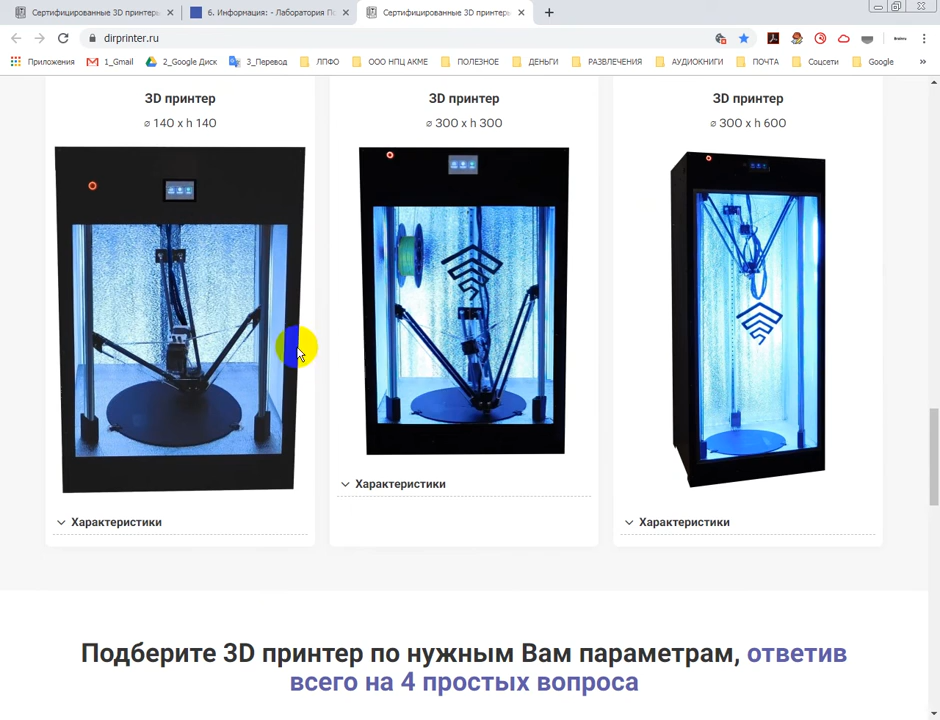 Сертифицированные 3D принтеры
6. Информация: - Лаборатория По
Сертифицированные 3D принтеры
dirprinter.ru
Приложения 1_Gmail 2_Google Диск 3_Перевод ЛПФО ООО НПЦ АКМЕ ПОЛЕЗНОЕ ДЕНЬГИ РАЗВЛЕЧЕНИЯ АУДИОКНИГИ ПОЧТА Соцсети Google »
3D принтер
⌀ 140 x h 140
Характеристики
3D принтер
⌀ 300 x h 300
Характеристики
3D принтер
⌀ 300 x h 600
Характеристики
Подберите 3D принтер по нужным Вам параметрам, ответив
всего на 4 простых вопроса